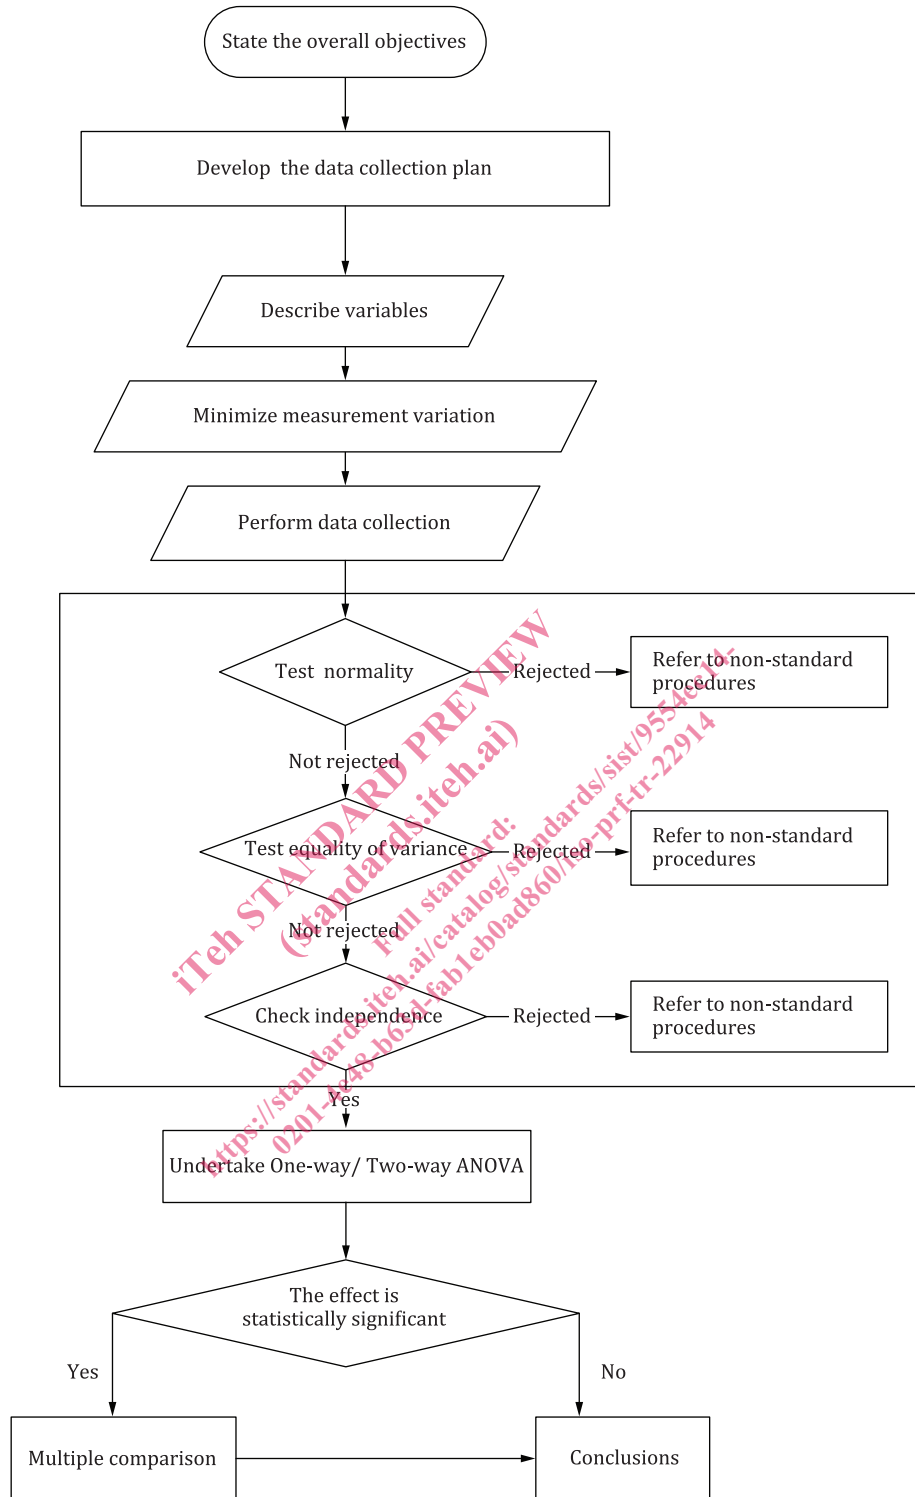 State the overall objectives
Develop the data collection plan
Describe variables
Minimize measurement variation
Perform data collection
Test normality
Rejected
Refer to non-standard
procedures
Not rejected
Test equality of variance
Rejected
Refer to non-standard
procedures
Not rejected
Check independence
Rejected
Refer to non-standard
procedures
Yes
Undertake One-way/ Two-way ANOVA
The effect is
statistically significant
Yes
No
Multiple comparison
Conclusions
iTeh STANDARD PREVIEW
(standards.iteh.ai)
Full standard:
https://standards.iteh.ai/catalog/standards/sist/9554ee14-
0201-4e48-b63d-fab1eb0ad860/iso-prf-tr-22914